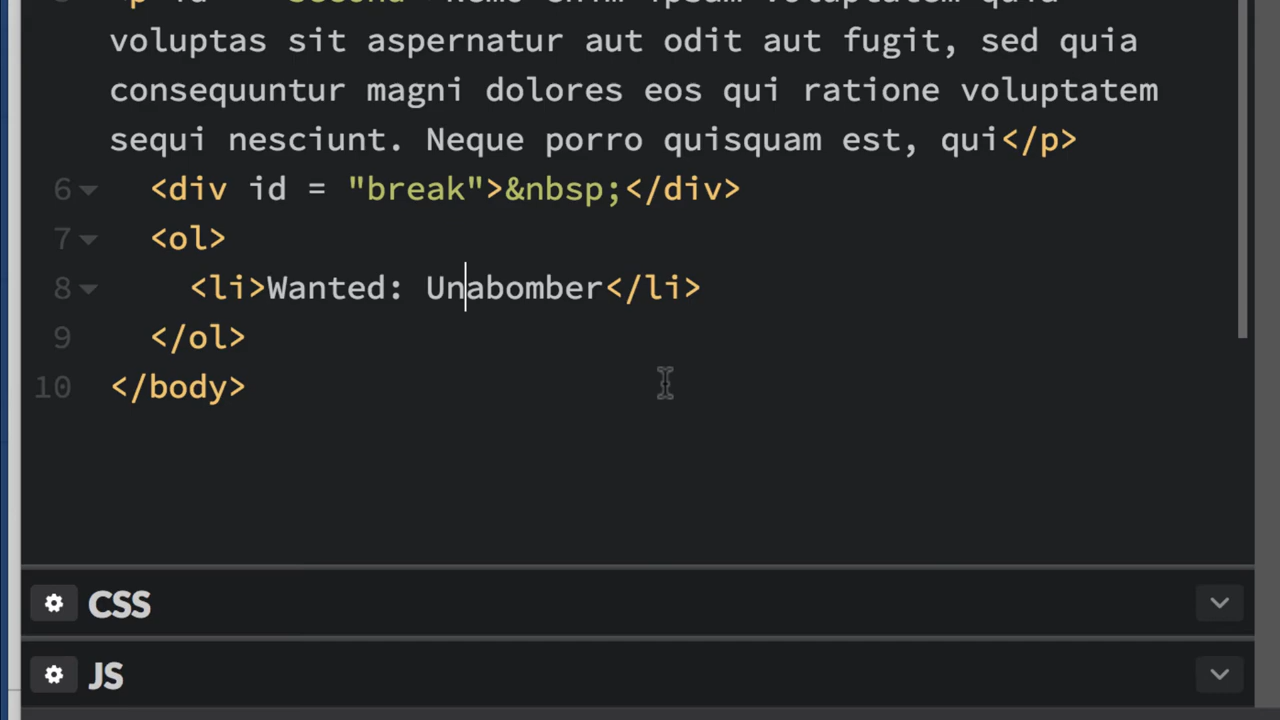 voluptas sit aspernatur aut odit aut fugit, sed quia
consequuntur magni dolores eos qui ratione voluptatem
sequi nesciunt. Neque porro quisquam est, qui</p>
6 <div id = "break">&nbsp;</div>
7 <ol>
8 <li>Wanted: Unabomber</li>
9 </ol>
10 </body>
CSS
JS